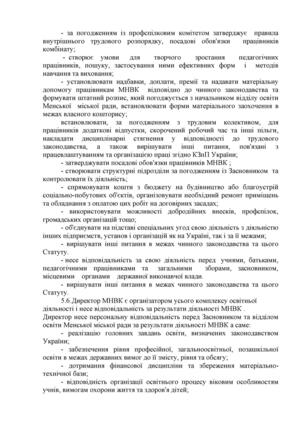 - за погодженням із профспілковим комітетом затверджує правила
внутрішнього трудового розпорядку, посадові обов'язки працівників
комбінату;
- створює умови для творчого зростання педагогічних
працівників, пошуку, застосування ними ефективних форм і методів
навчання та виховання;
- установлювати надбавки, доплати, премії та надавати матеріальну
допомогу працівникам МНВК відповідно до чинного законодавства та
формувати штатний розпис, який погоджується з начальником відділу освіти
Менської міської ради, встановлювати форми матеріального заохочення в
межах власного кошторису;
встановлювати, за погодженням з трудовим колективом, для
працівників додаткові відпустки, скорочений робочий час та інші пільги,
накладати дисциплінарні стягнення у відповідності до трудового
законодавства, а також вирішувати інші питання, пов'язані з
працевлаштуванням та організацією праці згідно КЗпП України;
- затверджувати посадові обов'язки працівників МНВК ;
- створювати структурні підрозділи за погодженням із Засновником та
контролювати їх діяльність;
- спрямовувати кошти з бюджету на будівництво або благоустрій
соціально-побутових об'єктів, організовувати необхідний ремонт приміщень
та обладнання з оплатою цих робіт на договірних засадах;
- використовувати можливості добродійних внесків, профспілок,
громадських організацій тощо;
- об'єднувати на підставі спеціальних угод свою діяльність з діяльністю
інших підприємств, установ і організацій як на Україні, так і за її межами;
- вирішувати інші питання в межах чинного законодавства та цього
Статуту.
- несе відповідальність за свою діяльність перед учнями, батьками,
педагогічними працівниками та загальними зборами, засновником,
місцевими органами державної виконавчої влади.
- вирішувати інші питання в межах чинного законодавства та цього
Статуту.
5.6.Директор МНВК є організатором усього комплексу освітньої
діяльності і несе відповідальність за результати діяльності МНВК .
Директор несе персональну відповідальність перед Засновником та відділом
освіти Менської міської ради за результати діяльності МНВК а саме:
- реалізацію головних завдань освіти, визначених законодавством
України;
- забезпечення рівня професійної, загальноосвітньої, позашкільної
освіти в межах державних вимог до її змісту, рівня та обсягу;
- дотримання фінансової дисципліни та збереження матеріально-
технічної бази;
- відповідність організації освітнього процесу віковим особливостям
учнів, вимогам охорони життя та здоров'я дітей;